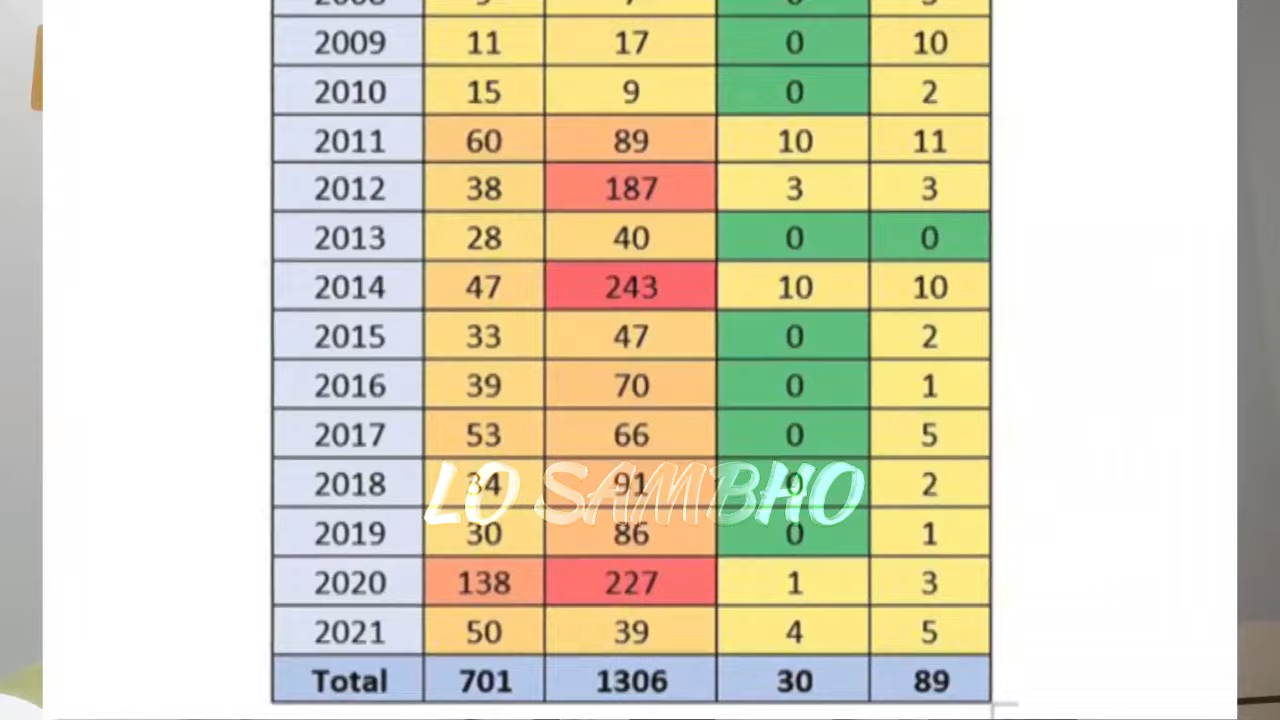 2009 11 17 0 10
2010 15 9 0 2
2011 60 89 10 11
2012 38 187 3 3
2013 28 40 0 0
2014 47 243 10 10
2015 33 47 0 2
2016 39 70 0 1
2017 53 66 0 5
2018 34 91 0 2
LO SAMBHO
2019 30 86 0 1
2020 138 227 1 3
2021 50 39 4 5
Total 701 1306 30 89